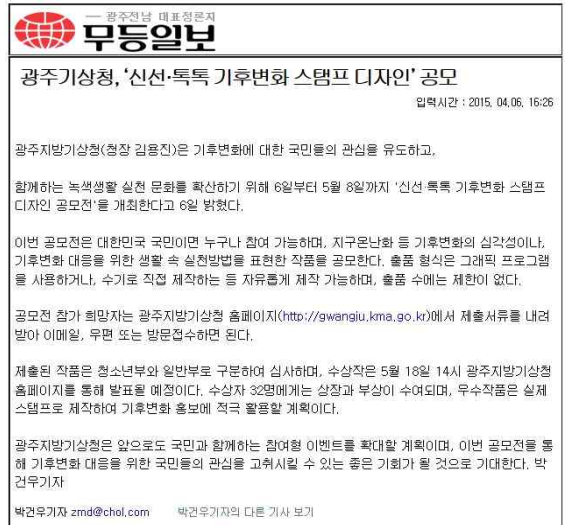 광주전남 대표정론지
무등일보
광주기상청, ‘신선·톡톡 기후변화 스탬프 디자인’ 공모
입력시간 : 2015, 04.06, 16:26
광주지방기상청(청장 김용진)은 기후변화에 대한 국민들의 관심을 유도하고,
함께하는 녹색생활 실천 문화를 확산하기 위해 6일부터 5월 8일까지 '신선·톡톡 기후변화 스탬프
디자인 공모전'을 개최한다고 6일 밝혔다.
이번 공모전은 대한민국 국민이면 누구나 참여 가능하며, 지구온난화 등 기후변화의 심각성이나,
기후변화 대응을 위한 생활 속 실천방법을 표현한 작품을 공모한다. 출품 형식은 그래픽 프로그램
을 사용하거나, 수기로 직접 제작하는 등 자유롭게 제작 가능하며, 출품 수에는 제한이 없다.
공모전 참가 희망자는 광주지방기상청 홈페이지(http://gwangju.kma.go.kr)에서 제출서류를 내려
받아 이메일, 우편 또는 방문접수하면 된다.
제출된 작품은 청소년부와 일반부로 구분하여 심사하며, 수상작은 5월 18일 14시 광주지방기상청
홈페이지를 통해 발표될 예정이다. 수상자 32명에게는 상장과 부상이 수여되며, 우수작품은 실제
스탬프로 제작하여 기후변화 홍보에 적극 활용할 계획이다.
광주지방기상청은 앞으로도 국민과 함께하는 참여형 이벤트를 확대할 계획이며, 이번 공모전을 통
해 기후변화 대응을 위한 국민들의 관심을 고취시킬 수 있는 좋은 기회가 될 것으로 기대한다. 박
건우기자
박건우기자 zmd@chol.com 박건우기자의 다른 기사 보기